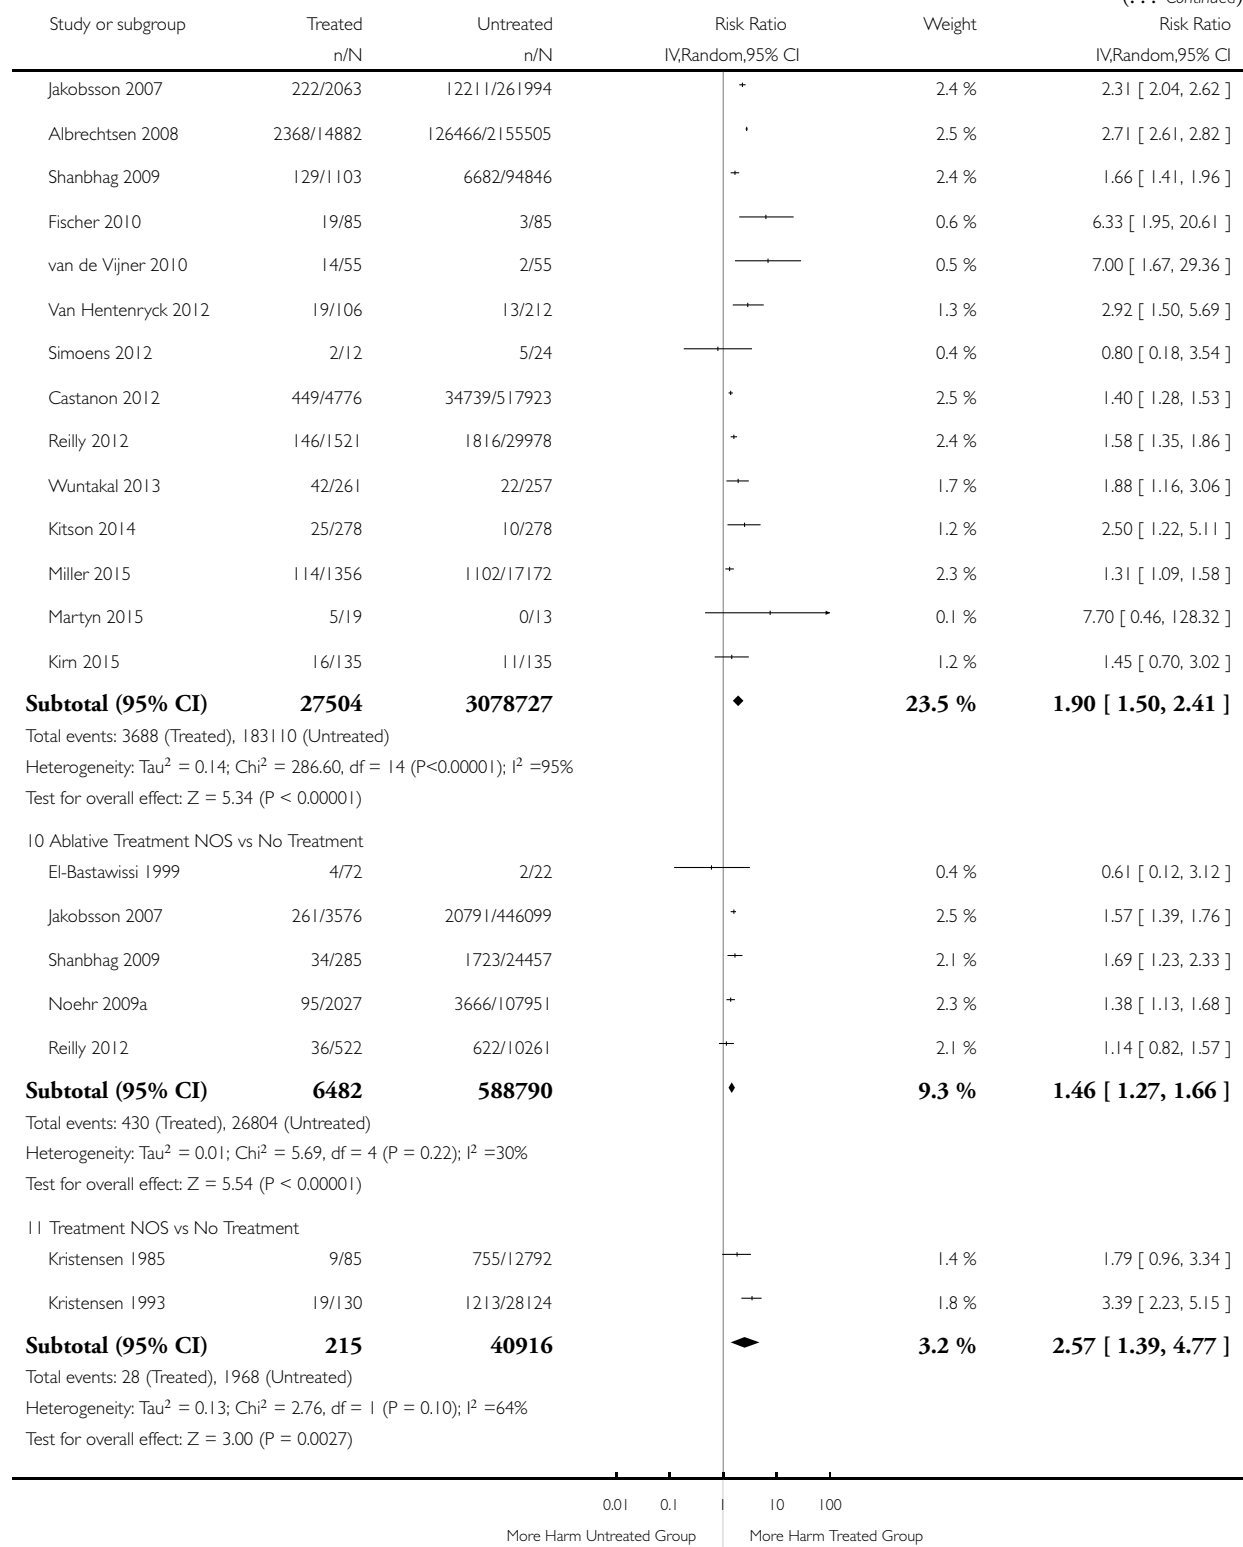 (. . . Continued)
Study or subgroup Treated Untreated Risk Ratio Weight Risk Ratio
n/N n/N IV,Random,95% CI IV,Random,95% CI
Jakobsson 2007 222/2063 12211/261994 2.4 % 2.31 [ 2.04, 2.62 ]
Albrechtsen 2008 2368/14882 126466/2155505 2.5 % 2.71 [ 2.61, 2.82 ]
Shanbhag 2009 129/1103 6682/94846 2.4 % 1.66 [ 1.41, 1.96 ]
Fischer 2010 19/85 3/85 0.6 % 6.33 [ 1.95, 20.61 ]
van de Vijner 2010 14/55 2/55 0.5 % 7.00 [ 1.67, 29.36 ]
Van Hentenryck 2012 19/106 13/212 1.3 % 2.92 [ 1.50, 5.69 ]
Simoens 2012 2/12 5/24 0.4 % 0.80 [ 0.18, 3.54 ]
Castanon 2012 449/4776 34739/517923 2.5 % 1.40 [ 1.28, 1.53 ]
Reilly 2012 146/1521 1816/29978 2.4 % 1.58 [ 1.35, 1.86 ]
Wuntakal 2013 42/261 22/257 1.7 % 1.88 [ 1.16, 3.06 ]
Kitson 2014 25/278 10/278 1.2 % 2.50 [ 1.22, 5.11 ]
Miller 2015 114/1356 1102/17172 2.3 % 1.31 [ 1.09, 1.58 ]
Martyn 2015 5/19 0/13 0.1 % 7.70 [ 0.46, 128.32 ]
Kirn 2015 16/135 11/135 1.2 % 1.45 [ 0.70, 3.02 ]
Subtotal (95% CI) 27504 3078727 23.5 % 1.90 [ 1.50, 2.41 ]
Total events: 3688 (Treated), 183110 (Untreated)
Heterogeneity: Tau² = 0.14; Chi² = 286.60, df = 14 (P<0.00001); I² =95%
Test for overall effect: Z = 5.34 (P < 0.00001)
10 Ablative Treatment NOS vs No Treatment
El-Bastawissi 1999 4/72 2/22 0.4 % 0.61 [ 0.12, 3.12 ]
Jakobsson 2007 261/3576 20791/446099 2.5 % 1.57 [ 1.39, 1.76 ]
Shanbhag 2009 34/285 1723/24457 2.1 % 1.69 [ 1.23, 2.33 ]
Noehr 2009a 95/2027 3666/107951 2.3 % 1.38 [ 1.13, 1.68 ]
Reilly 2012 36/522 622/10261 2.1 % 1.14 [ 0.82, 1.57 ]
Subtotal (95% CI) 6482 588790 9.3 % 1.46 [ 1.27, 1.66 ]
Total events: 430 (Treated), 26804 (Untreated)
Heterogeneity: Tau² = 0.01; Chi² = 5.69, df = 4 (P = 0.22); I² =30%
Test for overall effect: Z = 5.54 (P < 0.00001)
11 Treatment NOS vs No Treatment
Kristensen 1985 9/85 755/12792 1.4 % 1.79 [ 0.96, 3.34 ]
Kristensen 1993 19/130 1213/28124 1.8 % 3.39 [ 2.23, 5.15 ]
Subtotal (95% CI) 215 40916 3.2 % 2.57 [ 1.39, 4.77 ]
Total events: 28 (Treated), 1968 (Untreated)
Heterogeneity: Tau² = 0.13; Chi² = 2.76, df = 1 (P = 0.10); I² =64%
Test for overall effect: Z = 3.00 (P = 0.0027)
0.01 0.1 1 10 100
More Harm Untreated Group More Harm Treated Group